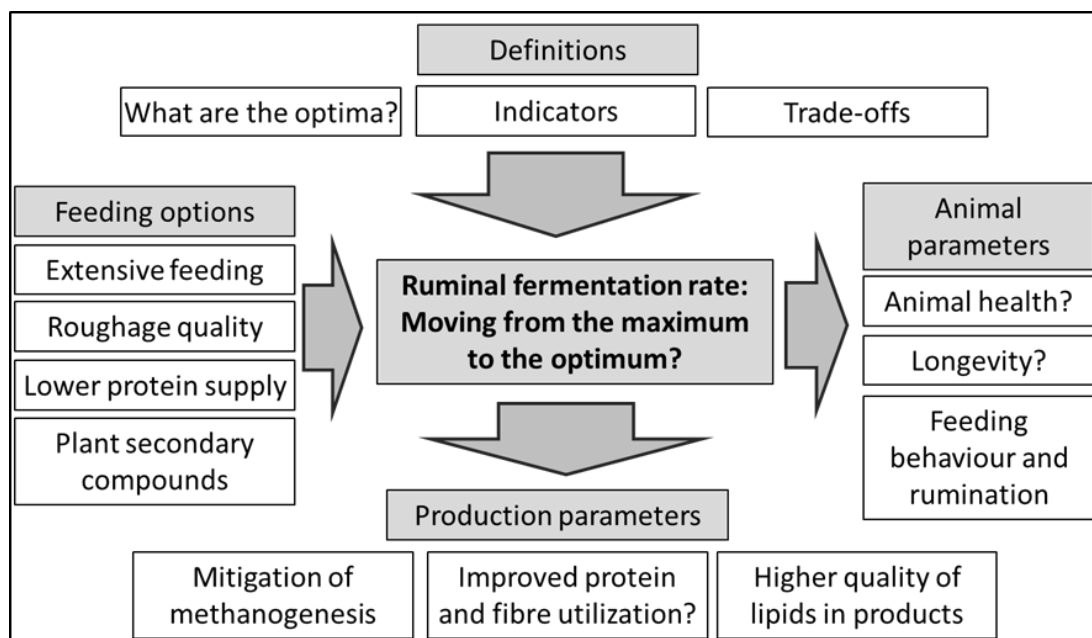 Definitions
What are the optima?
Indicators
Trade-offs
Feeding options
Extensive feeding
Roughage quality
Lower protein supply
Plant secondary
compounds
Ruminal fermentation rate:
Moving from the maximum
to the optimum?
Animal
parameters
Animal health?
Longevity?
Feeding
behaviour and
rumination
Production parameters
Mitigation of
methanogenesis
Improved protein
and fibre utilization?
Higher quality of
lipids in products